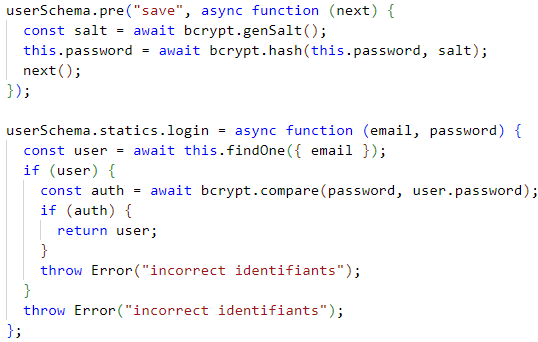 userSchema.pre("save", async function (next) {
  const salt = await bcrypt.genSalt();
  this.password = await bcrypt.hash(this.password, salt);
  next();
});

userSchema.statics.login = async function (email, password) {
  const user = await this.findOne({ email });
  if (user) {
    const auth = await bcrypt.compare(password, user.password);
    if (auth) {
      return user;
    }
    throw Error("incorrect identifiants");
  }
  throw Error("incorrect identifiants");
};